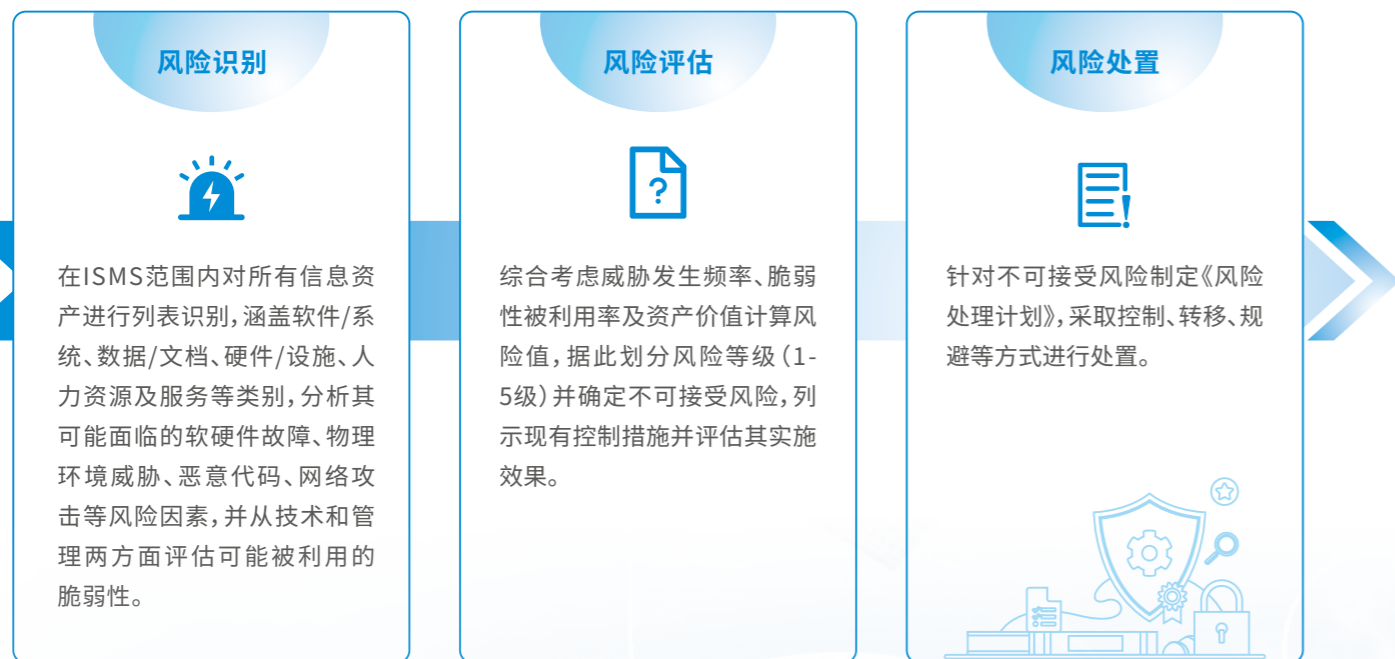 风险识别
在ISMS范围内对所有信息资
产进行列表识别，涵盖软件/系
统、数据/文档、硬件/设施、人
力资源及服务等类别，分析其
可能面临的软硬件故障、物理
环境威胁、恶意代码、网络攻
击等风险因素，并从技术和管
理两方面评估可能被利用的
脆弱性。
风险评估
?
综合考虑威胁发生频率、脆弱
性被利用率及资产价值计算风
险值，据此划分风险等级（1-
5级）并确定不可接受风险，列
示现有控制措施并评估其实施
效果。
风险处置
针对不可接受风险制定《风险
处理计划》，采取控制、转移、规
避等方式进行处置。